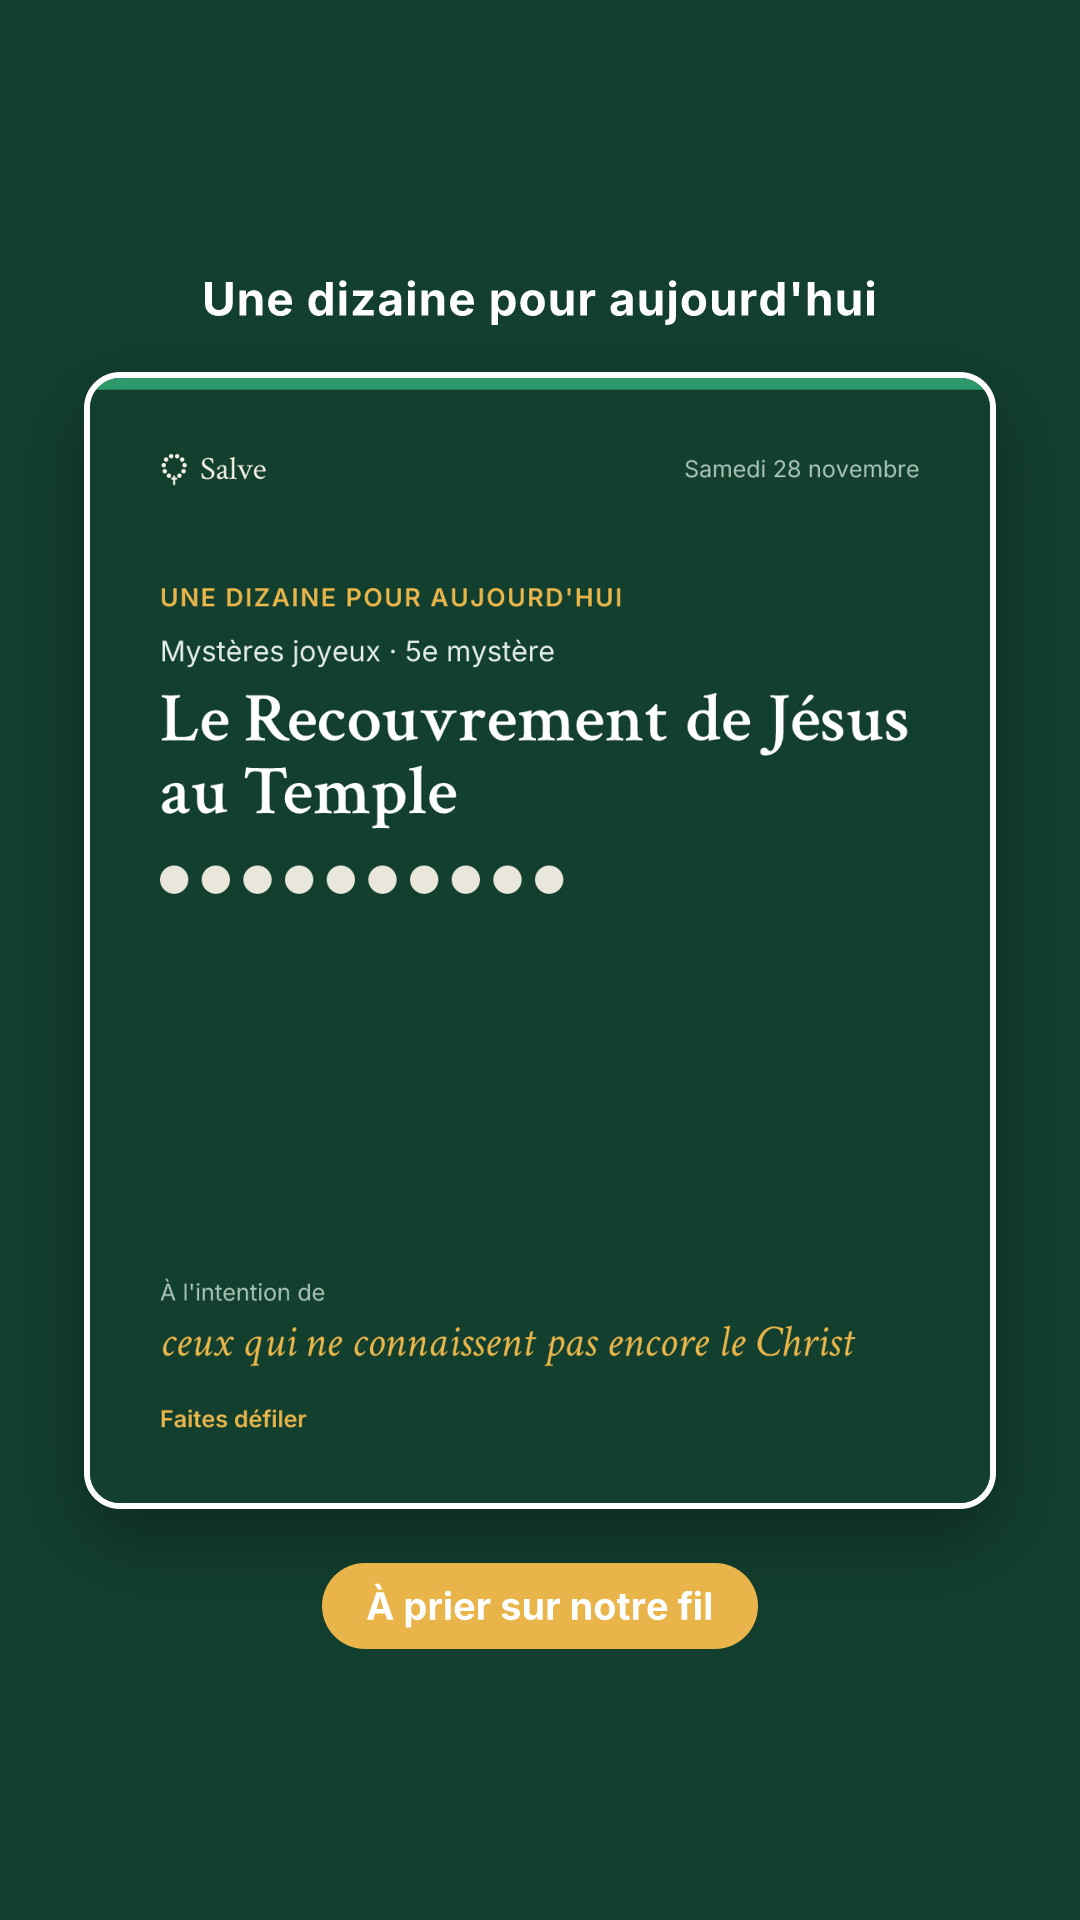 Une dizaine pour aujourd'hui
Salve
Samedi 28 novembre
UNE DIZAINE POUR AUJOURD'HUI
Mystères joyeux · 5e mystère
Le Recouvrement de Jésus
au Temple
À l'intention de
ceux qui ne connaissent pas encore le Christ
Faites défiler
À prier sur notre fil